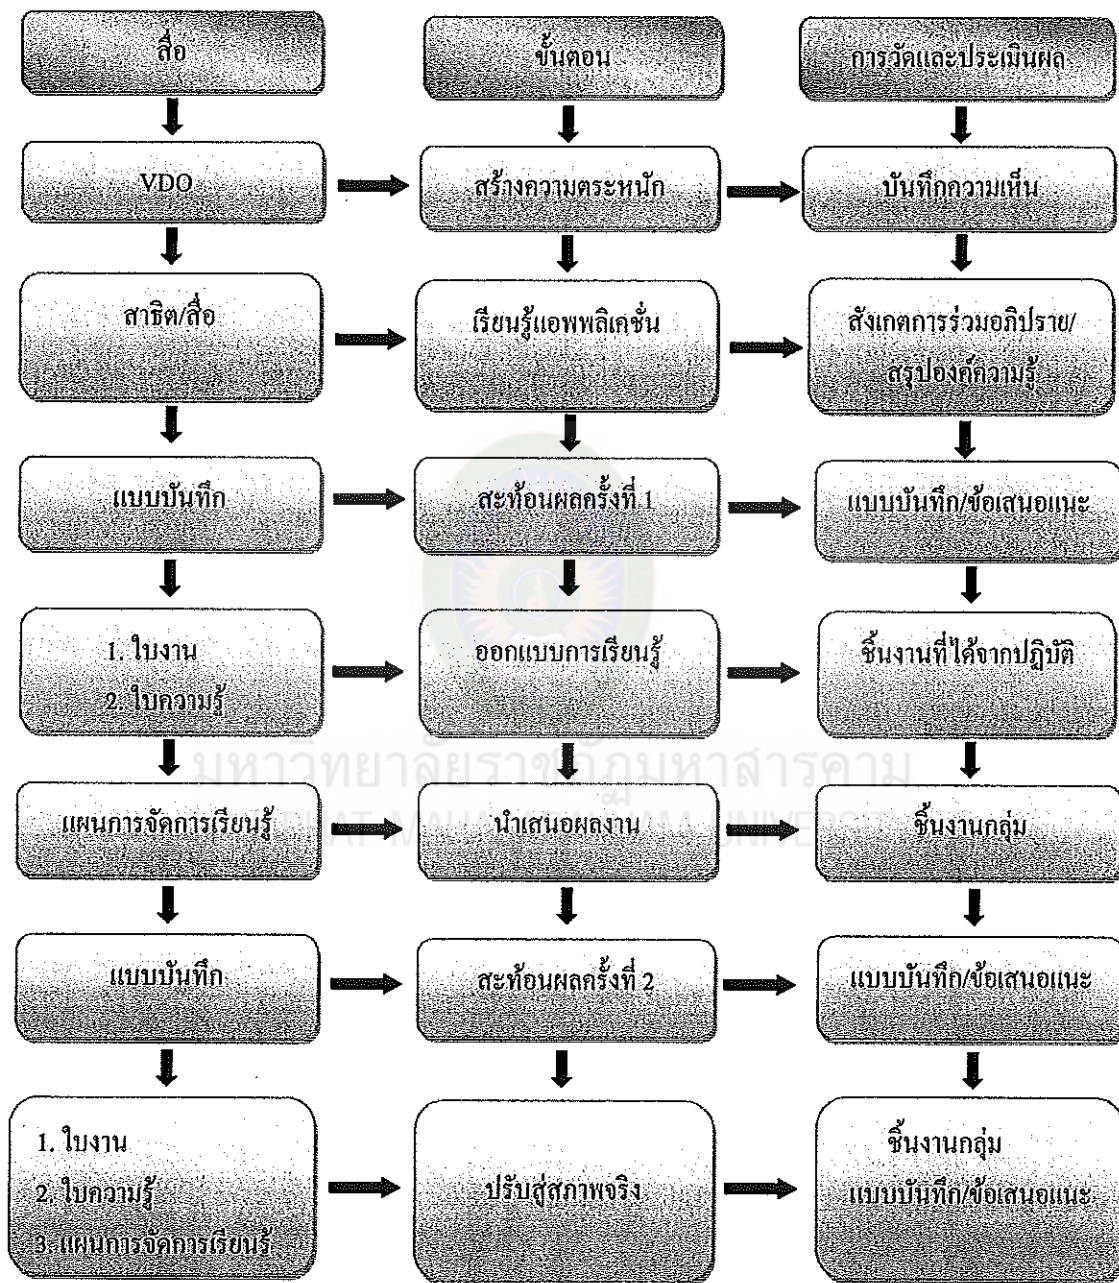 สื่อ
ขั้นตอน
การวัดและประเมินผล
VDO
สร้างความตระหนัก
บันทึกความเห็น
สาธิต/สื่อ
เรียนรู้แอพพลิเคชั่น
สังเกตการร่วมอภิปราย/
สรุปองค์ความรู้
แบบบันทึก
สะท้อนผลครั้งที่ 1
แบบบันทึก/ข้อเสนอแนะ
1. ใบงาน
2. ใบความรู้
ออกแบบการเรียนรู้
ชิ้นงานที่ได้จากปฏิบัติ
มหาวิทยาลัยราชภัฏมหาสารคาม
แผนการจัดการเรียนรู้
นำเสนอผลงาน
ชิ้นงานกลุ่ม
แบบบันทึก
สะท้อนผลครั้งที่ 2
แบบบันทึก/ข้อเสนอแนะ
1. ใบงาน
2. ใบความรู้
3. แผนการจัดการเรียนรู้
ปรับสู่สภาพจริง
ชิ้นงานกลุ่ม
แบบบันทึก/ข้อเสนอแนะ